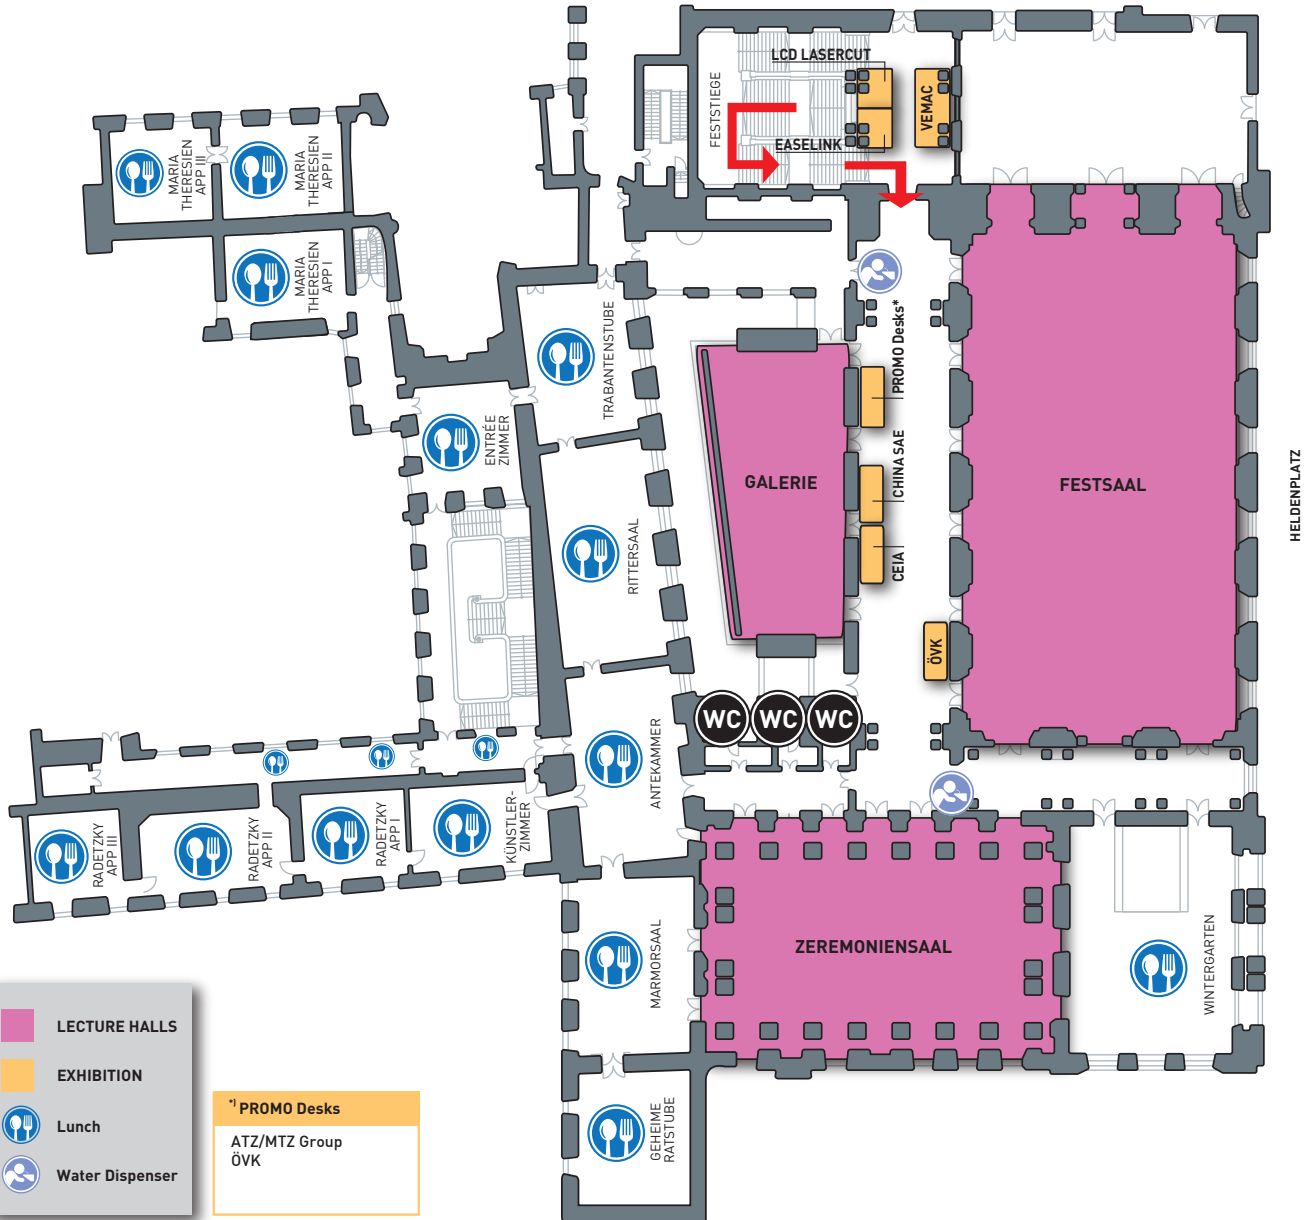 LCD LASERCUT
VEMAC
FESTSTIEGE
EASELINK
MARIA
THERESIEN
APP III
MARIA
THERESIEN
APP II
MARIA
THERESIEN
APP I
TRABANTENSTUBE
PROMO Desks*
ENTRÉE
ZIMMER
CHINA SAE
GALERIE
FESTSAAL
HELDENPLATZ
RITTERSAAL
CEIA
ÖVK
WC
WC
WC
ANTEKAMMER
RADETZKY
APP III
RADETZKY
APP II
RADETZKY
APP I
KÜNSTLER-
ZIMMER
MARMORSAAL
ZEREMONIENSAAL
WINTERGARTEN
GEHEIME
RATSTUBE
LECTURE HALLS
EXHIBITION
Lunch
Water Dispenser
*) PROMO Desks
ATZ/MTZ Group
ÖVK